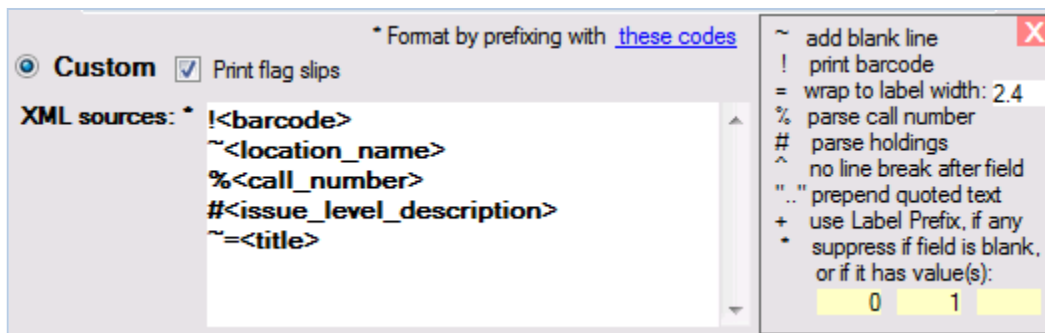 * Format by prefixing with these codes
Custom Print flag slips
XML sources: *
!<barcode>
~<location_name>
%<call_number>
#<issue_level_description>
~=<title>
X
~ add blank line
! print barcode
= wrap to label width: 2.4
% parse call number
# parse holdings
^ no line break after field
".." prepend quoted text
+ use Label Prefix, if any
* suppress if field is blank,
or if it has value(s):
0 1